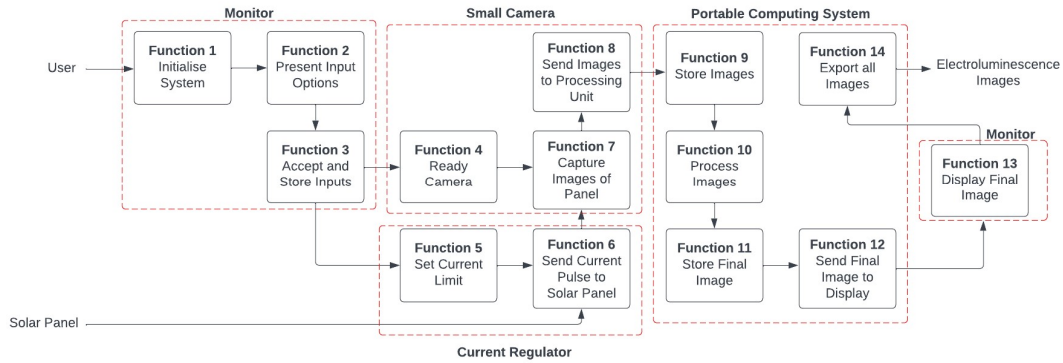 Monitor
Small Camera
Portable Computing System
User
Function 1
Initialise
System
Function 2
Present Input
Options
Function 8
Send Images
to Processing
Unit
Function 9
Store Images
Function 14
Export all
Images
Electroluminescence
Images
Function 3
Accept and
Store Inputs
Function 4
Ready
Camera
Function 7
Capture
Images of
Panel
Function 10
Process
Images
Monitor
Function 13
Display Final
Image
Function 5
Set Current
Limit
Function 6
Send Current
Pulse to
Solar Panel
Function 11
Store Final
Image
Function 12
Send Final
Image to
Display
Solar Panel
Current Regulator